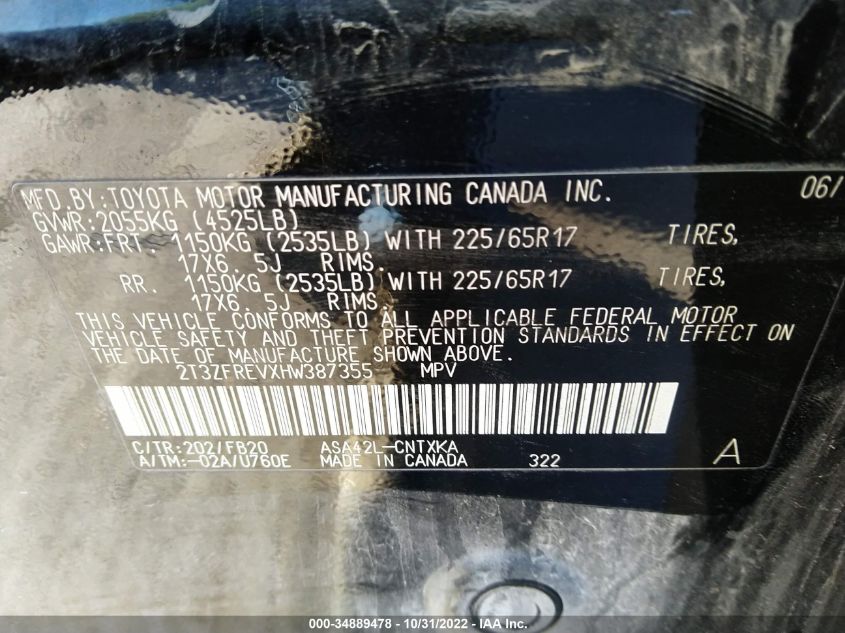 MFD.BY:TOYOTA MOTOR MANUFACTURING CANADA INC. 06/
GVWR:2055KG (4525LB)
GAWR:FRT. 1150KG (2535LB) WITH 225/65R17 TIRES,
17X6.5J RIMS.
RR. 1150KG (2535LB) WITH 225/65R17 TIRES,
17X6.5J RIMS
THIS VEHICLE CONFORMS TO ALL APPLICABLE FEDERAL MOTOR
VEHICLE SAFETY AND THEFT PREVENTION STANDARDS IN EFFECT ON
THE DATE OF MANUFACTURE SHOWN ABOVE.
2T3ZFREVXHW387355 MPV
C/TR:202/FB20 ASA42L-CNTXKA
A/TM:-02A/U760E MADE IN CANADA 322 A
000-34889478 - 10/31/2022 - IAA Inc.